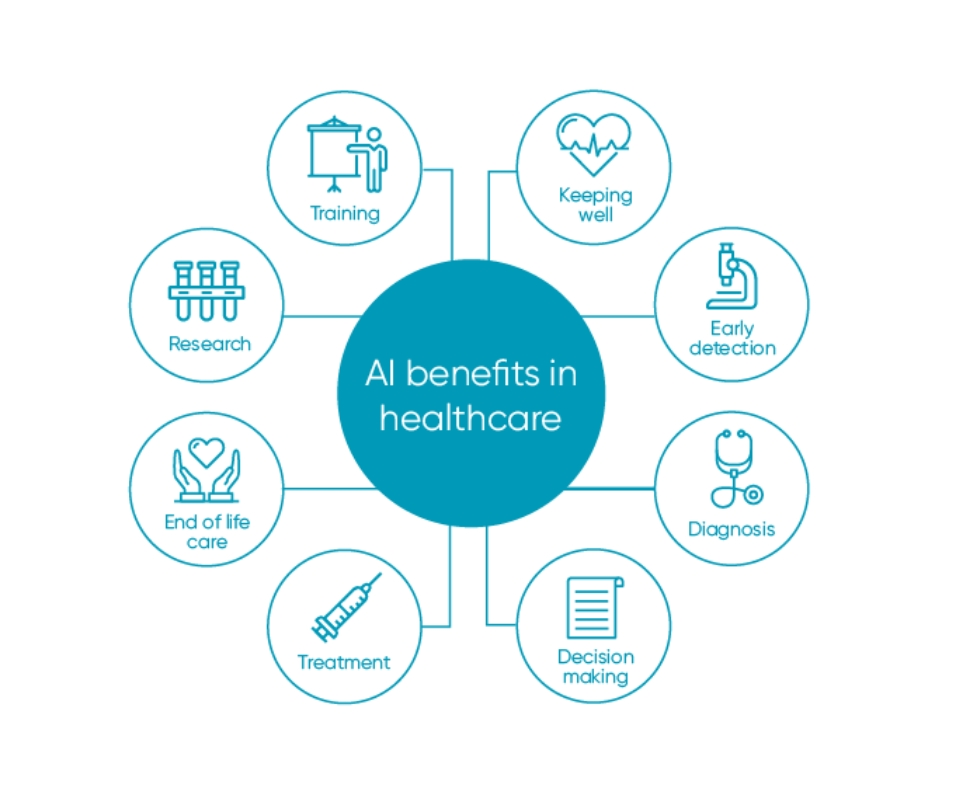 AI benefits in
healthcare
Keeping
well
Early
detection
Diagnosis
Decision
making
Treatment
End of life
care
Research
Training